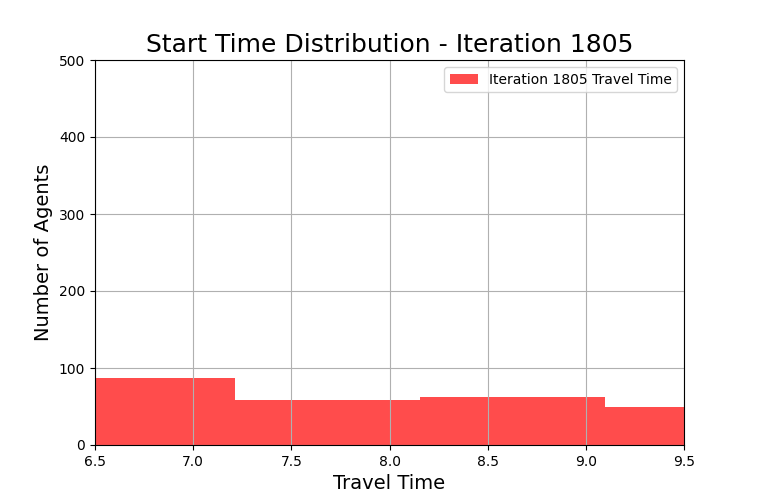 Start Time Distribution - Iteration 1805
Iteration 1805 Travel Time
500
400
300
200
100
0
Number of Agents
6.5 7.0 7.5 8.0 8.5 9.0 9.5
Travel Time